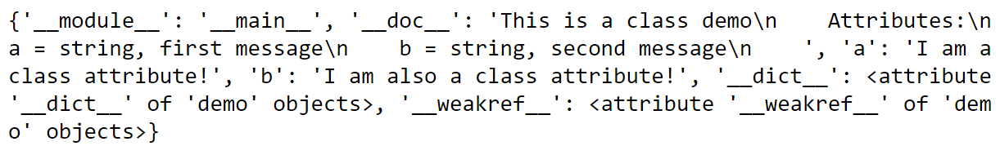 {'__module__': '__main__', '__doc__': 'This is a class demo\n    Attributes:\n
a = string, first message\n    b = string, second message\n    ', 'a': 'I am a
class attribute!', 'b': 'I am also a class attribute!', '__dict__': <attribute
'__dict__' of 'demo' objects>, '__weakref__': <attribute '__weakref__' of 'dem
o' objects>}